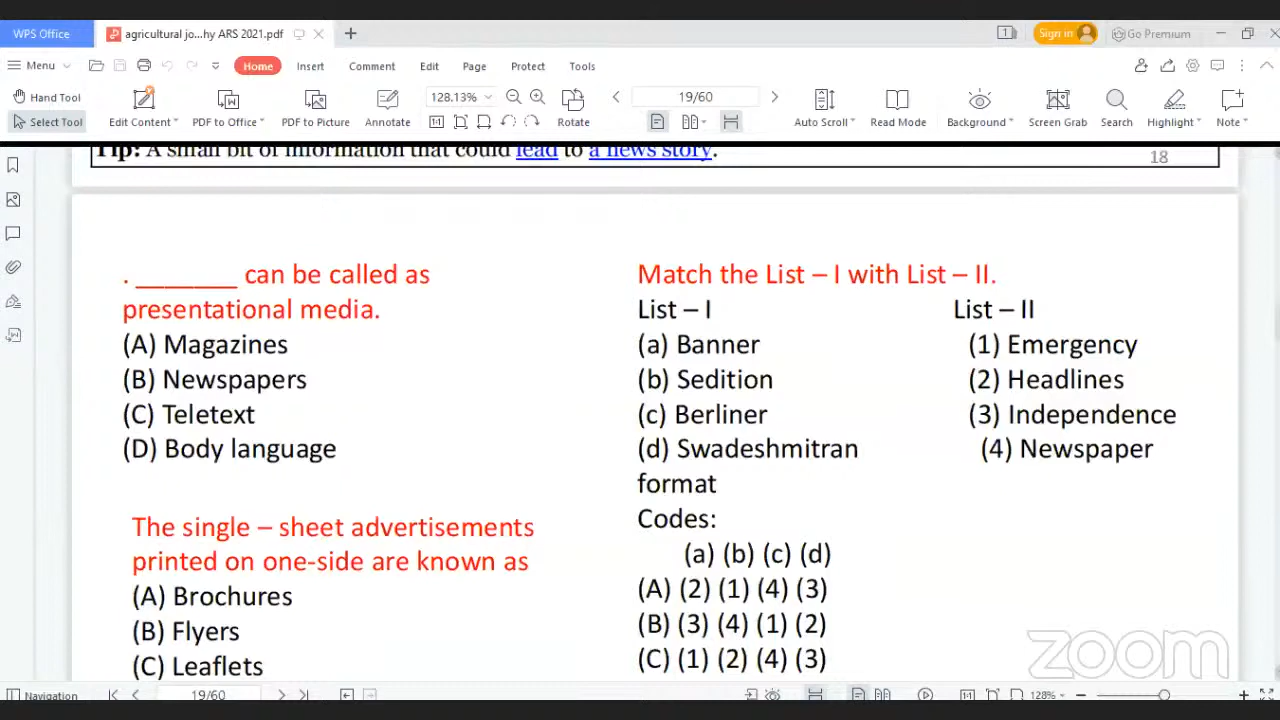 WPS Office
agricultural jo...hy ARS 2021.pdf
Sign in
Go Premium
Menu
Home
Insert
Comment
Edit
Page
Protect
Tools
Hand Tool
Select Tool
Edit Content
PDF to Office
PDF to Picture
Annotate
128.13%
Rotate
19/60
Auto Scroll
Read Mode
Background
Screen Grab
Search
Highlight
Note
Tip: A small bit of information that could lead to a news story.
18
. _______ can be called as
presentational media.
(A) Magazines
(B) Newspapers
(C) Teletext
(D) Body language
The single – sheet advertisements
printed on one-side are known as
(A) Brochures
(B) Flyers
(C) Leaflets
Match the List – I with List – II.
List – I List – II
(a) Banner (1) Emergency
(b) Sedition (2) Headlines
(c) Berliner (3) Independence
(d) Swadeshmitran (4) Newspaper
format
Codes:
(a) (b) (c) (d)
(A) (2) (1) (4) (3)
(B) (3) (4) (1) (2)
(C) (1) (2) (4) (3)
zoom
Navigation
19/60
128%